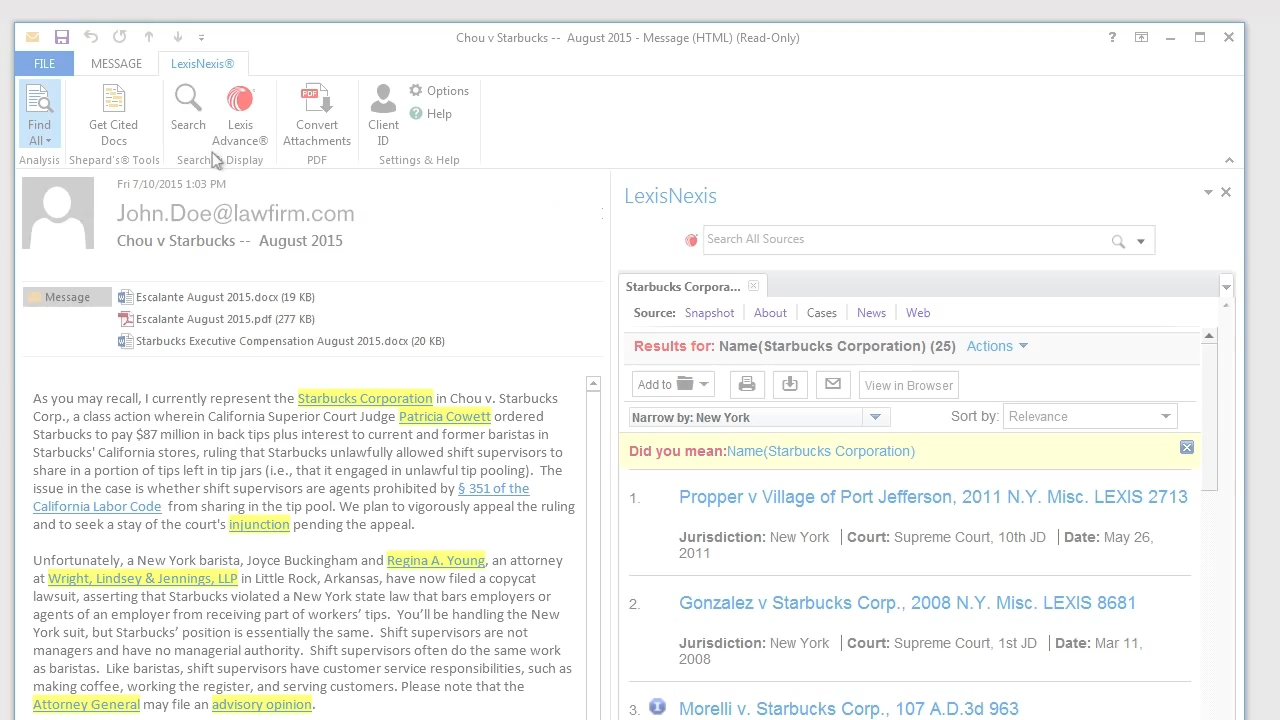 Chou v Starbucks -- August 2015 - Message (HTML) (Read-Only)
FILE MESSAGE LexisNexis®
Find All
Get Cited Docs
Search
Lexis Advance®
PDF
Convert Attachments
Client ID
Options
Help
Analysis Shepard's® Tools Search Display PDF Settings & Help
Fri 7/10/2015 1:03 PM
John.Doe@lawfirm.com
Chou v Starbucks -- August 2015
Message
Escalante August 2015.docx (19 KB)
Escalante August 2015.pdf (277 KB)
Starbucks Executive Compensation August 2015.docx (20 KB)
As you may recall, I currently represent the Starbucks Corporation in Chou v. Starbucks
Corp., a class action wherein California Superior Court Judge Patricia Cowett ordered
Starbucks to pay $87 million in back tips plus interest to current and former baristas in
Starbucks' California stores, ruling that Starbucks unlawfully allowed shift supervisors to
share in a portion of tips left in tip jars (i.e., that it engaged in unlawful tip pooling). The
issue in the case is whether shift supervisors are agents prohibited by § 351 of the
California Labor Code from sharing in the tip pool. We plan to vigorously appeal the ruling
and to seek a stay of the court's injunction pending the appeal.
Unfortunately, a New York barista, Joyce Buckingham and Regina A. Young, an attorney
at Wright, Lindsey & Jennings, LLP in Little Rock, Arkansas, have now filed a copycat
lawsuit, asserting that Starbucks violated a New York state law that bars employers or
agents of an employer from receiving part of workers' tips. You'll be handling the New
York suit, but Starbucks' position is essentially the same. Shift supervisors are not
managers and have no managerial authority. Shift supervisors often do the same work
as baristas. Like baristas, shift supervisors have customer service responsibilities, such as
making coffee, working the register, and serving customers. Please note that the
Attorney General may file an advisory opinion.
LexisNexis
Search All Sources
Starbucks Corpora...
Source: Snapshot About Cases News Web
Results for: Name(Starbucks Corporation) (25) Actions
Add to
View in Browser
Narrow by: New York
Sort by: Relevance
Did you mean:Name(Starbucks Corporation)
1. Propper v Village of Port Jefferson, 2011 N.Y. Misc. LEXIS 2713
Jurisdiction: New York Court: Supreme Court, 10th JD Date: May 26,
2011
2. Gonzalez v Starbucks Corp., 2008 N.Y. Misc. LEXIS 8681
Jurisdiction: New York Court: Supreme Court, 1st JD Date: Mar 11,
2008
3. Morelli v. Starbucks Corp., 107 A.D.3d 963